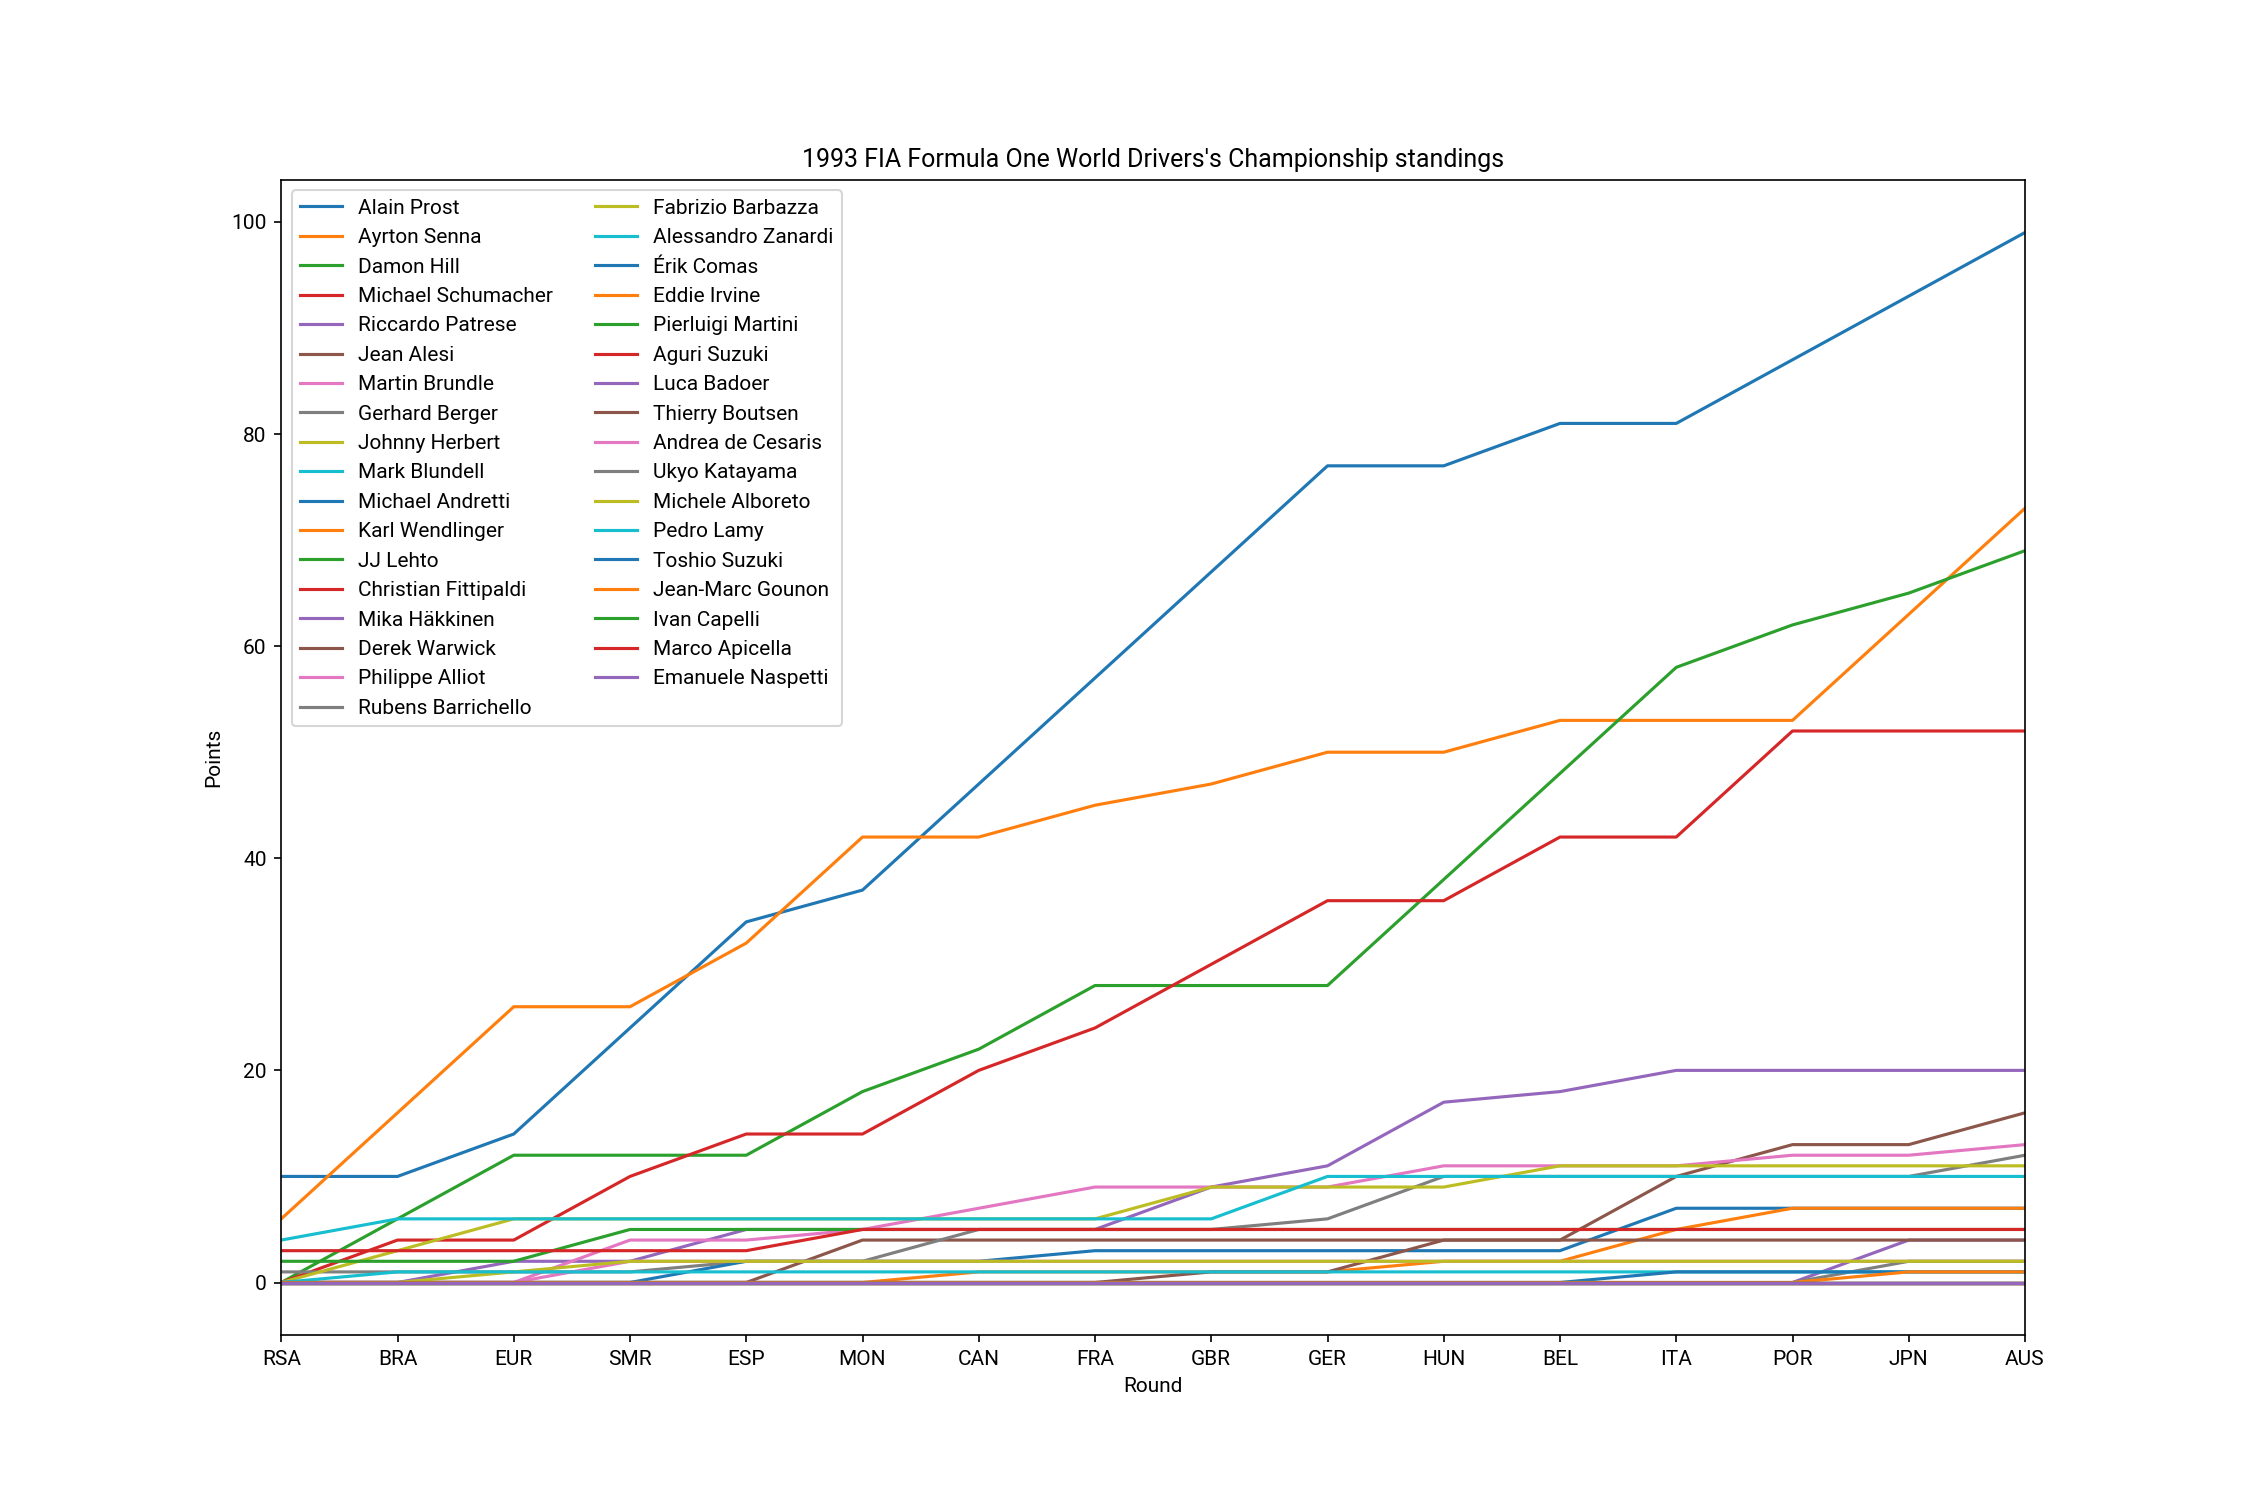 1993 FIA Formula One World Drivers's Championship standings
Alain Prost
Ayrton Senna
Damon Hill
Michael Schumacher
Riccardo Patrese
Jean Alesi
Martin Brundle
Gerhard Berger
Johnny Herbert
Mark Blundell
Michael Andretti
Karl Wendlinger
JJ Lehto
Christian Fittipaldi
Mika Häkkinen
Derek Warwick
Philippe Alliot
Rubens Barrichello
Fabrizio Barbazza
Alessandro Zanardi
Érik Comas
Eddie Irvine
Pierluigi Martini
Aguri Suzuki
Luca Badoer
Thierry Boutsen
Andrea de Cesaris
Ukyo Katayama
Michele Alboreto
Pedro Lamy
Toshio Suzuki
Jean-Marc Gounon
Ivan Capelli
Marco Apicella
Emanuele Naspetti
Points
100
80
60
40
20
0
RSA BRA EUR SMR ESP MON CAN FRA GBR GER HUN BEL ITA POR JPN AUS
Round